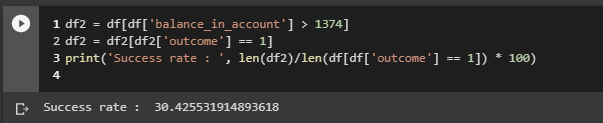 1 df2 = df[df['balance_in_account'] > 1374]
2 df2 = df2[df2['outcome'] == 1]
3 print('Success rate : ', len(df2)/len(df[df['outcome'] == 1]) * 100)
4
Success rate :  30.425531914893618